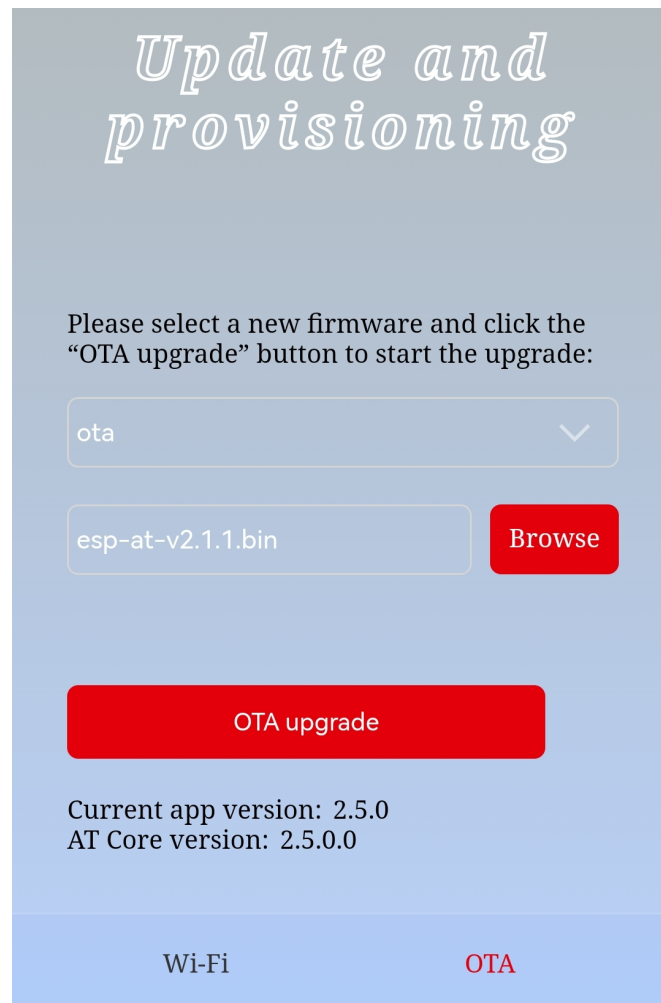 Update and
provisioning
Please select a new firmware and click the
“OTA upgrade” button to start the upgrade:
ota
esp-at-v2.1.1.bin
Browse
OTA upgrade
Current app version: 2.5.0
AT Core version: 2.5.0.0
Wi-Fi
OTA